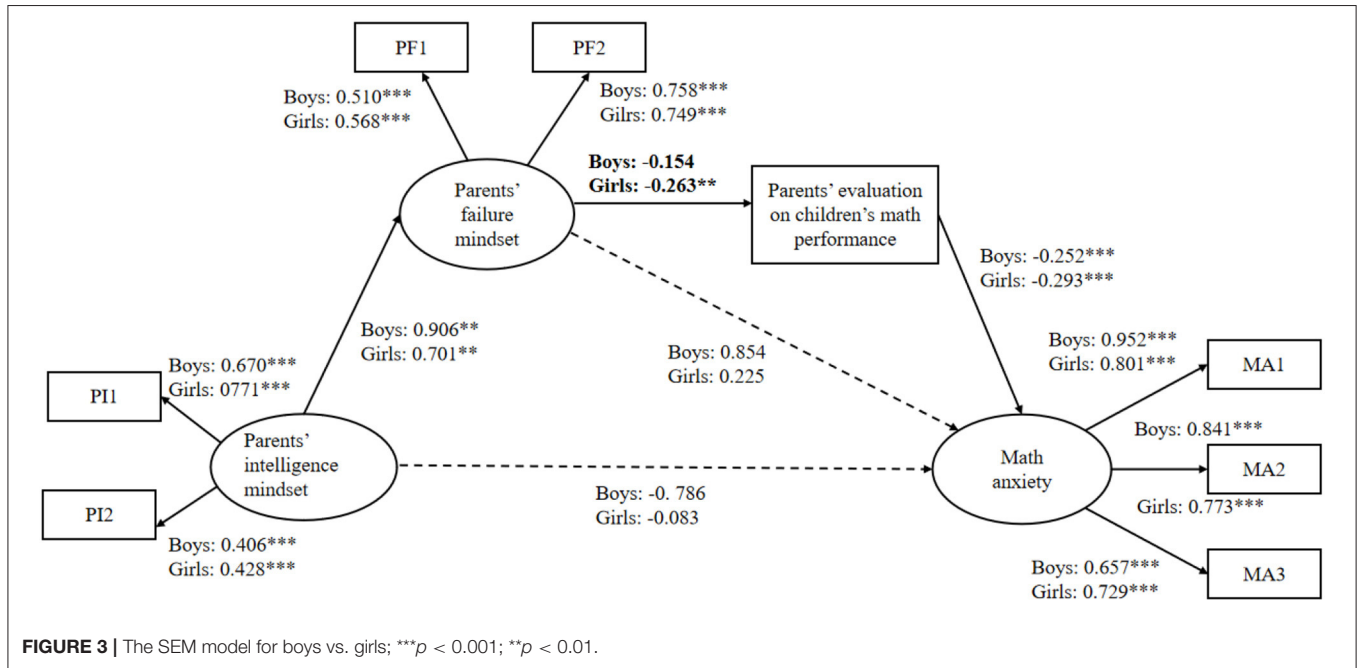 PF1
PF2
Boys: 0.510***
Girls: 0.568***
Boys: 0.758***
Gilrs: 0.749***
Parents'
failure
mindset
Boys: -0.154
Girls: -0.263**
Parents' evaluation
on children's math
performance
Boys: -0.252***
Girls: -0.293***
Boys: 0.906**
Girls: 0.701**
Boys: 0.854
Girls: 0.225
Boys: 0.952***
Girls: 0.801***
MA1
Boys: 0.670***
Girls: 0771***
PI1
Parents'
intelligence
mindset
Boys: -0. 786
Girls: -0.083
Math
anxiety
Boys: 0.841***
MA2
Girls: 0.773***
PI2
Boys: 0.406***
Girls: 0.428***
Boys: 0.657***
Girls: 0.729***
MA3
FIGURE 3 | The SEM model for boys vs. girls; ***p < 0.001; **p < 0.01.